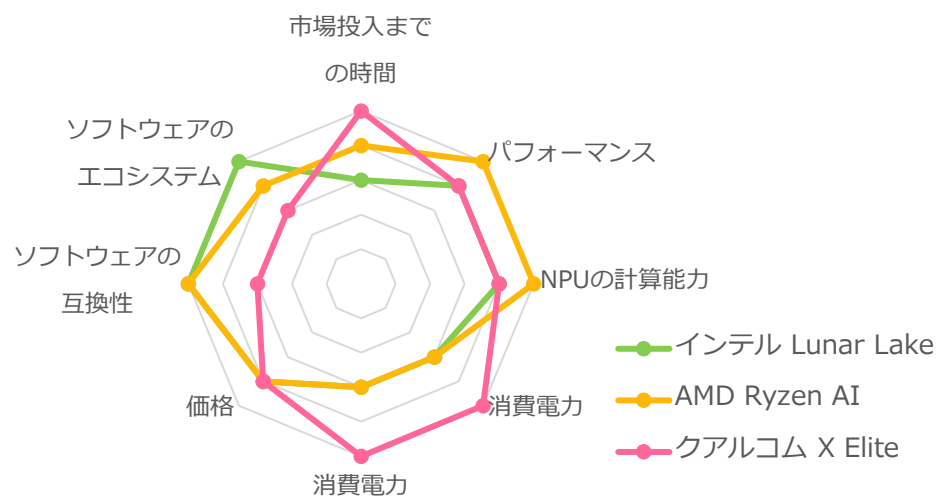 市場投入まで
の時間
パフォーマンス
NPUの計算能力
消費電力
消費電力
価格
ソフトウェアの
互換性
ソフトウェアの
エコシステム
インテル Lunar Lake
AMD Ryzen AI
クアルコム X Elite